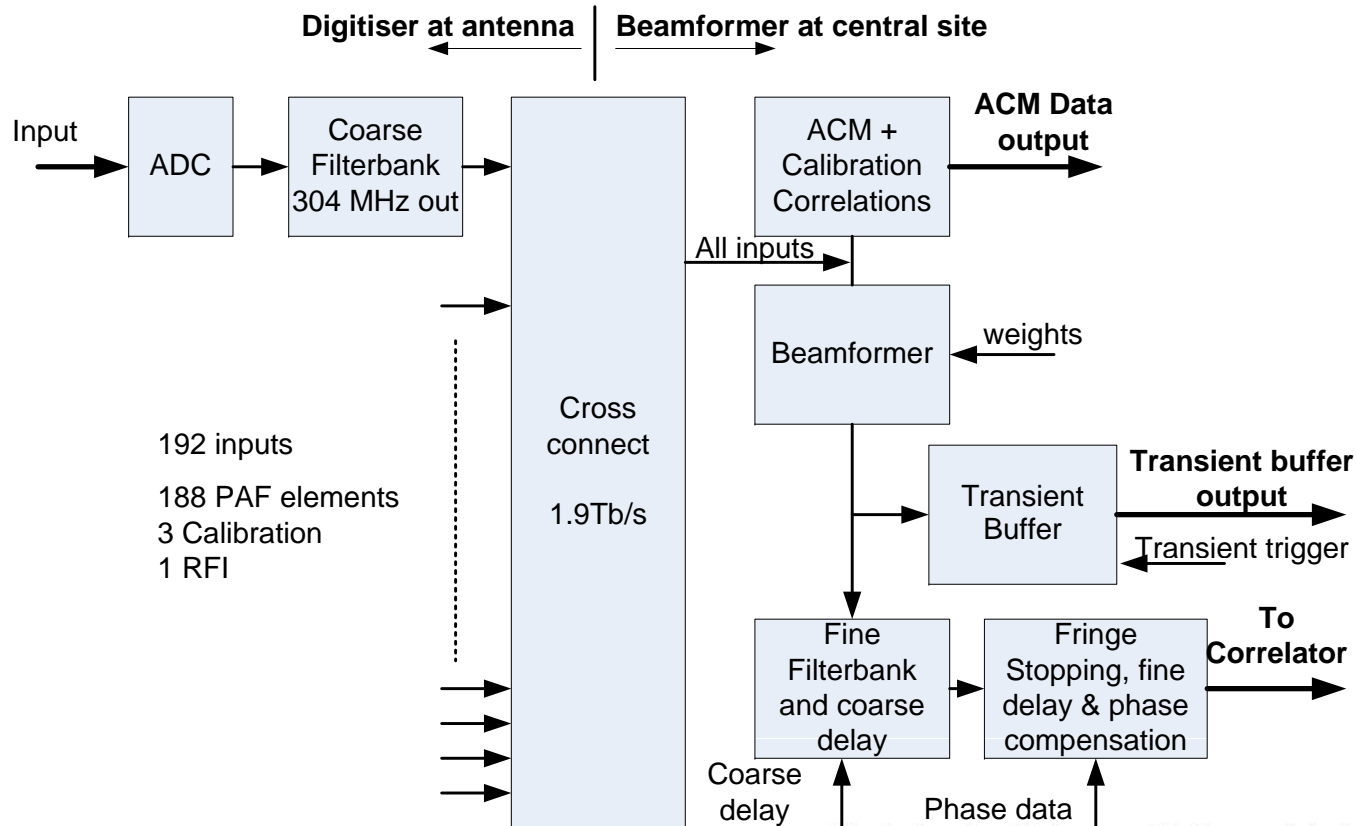 Digitiser at antenna
Beamformer at central site
Input
ADC
Coarse
Filterbank
304 MHz out
ACM +
Calibration
Correlations
ACM Data
output
All inputs
Beamformer
weights
Cross
connect
1.9Tb/s
192 inputs
188 PAF elements
3 Calibration
1 RFI
Transient
Buffer
Transient buffer
output
Transient trigger
Fine
Filterbank
and coarse
delay
Fringe
Stopping, fine
delay & phase
compensation
To
Correlator
Coarse
delay
Phase data